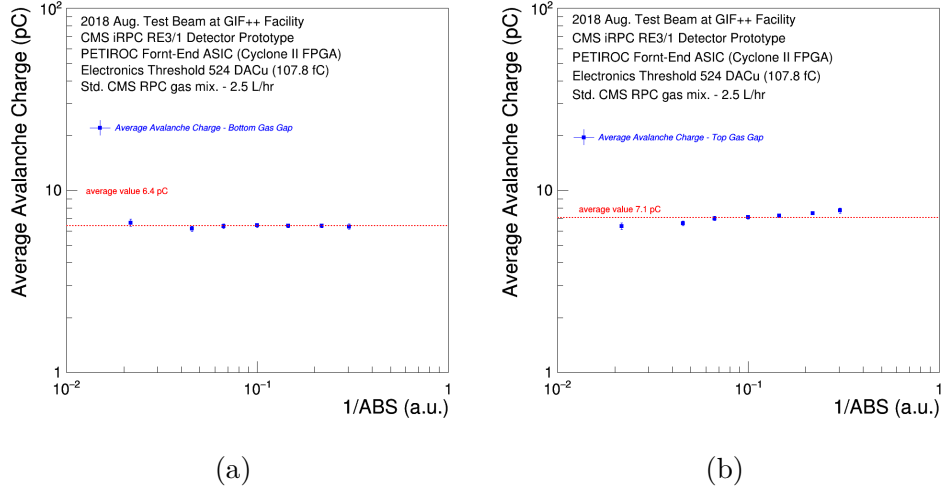 10²
2018 Aug. Test Beam at GIF++ Facility
CMS iRPC RE3/1 Detector Prototype
PETIROC Fornt-End ASIC (Cyclone II FPGA)
Electronics Threshold 524 DACu (107.8 fC)
Std. CMS RPC gas mix. - 2.5 L/hr
Average Avalanche Charge - Bottom Gas Gap
average value 6.4 pC
Average Avalanche Charge (pC)
10
1
10⁻²
10⁻¹
1
1/ABS (a.u.)
(a)
10²
2018 Aug. Test Beam at GIF++ Facility
CMS iRPC RE3/1 Detector Prototype
PETIROC Fornt-End ASIC (Cyclone II FPGA)
Electronics Threshold 524 DACu (107.8 fC)
Std. CMS RPC gas mix. - 2.5 L/hr
Average Avalanche Charge - Top Gas Gap
average value 7.1 pC
Average Avalanche Charge (pC)
10
1
10⁻²
10⁻¹
1
1/ABS (a.u.)
(b)